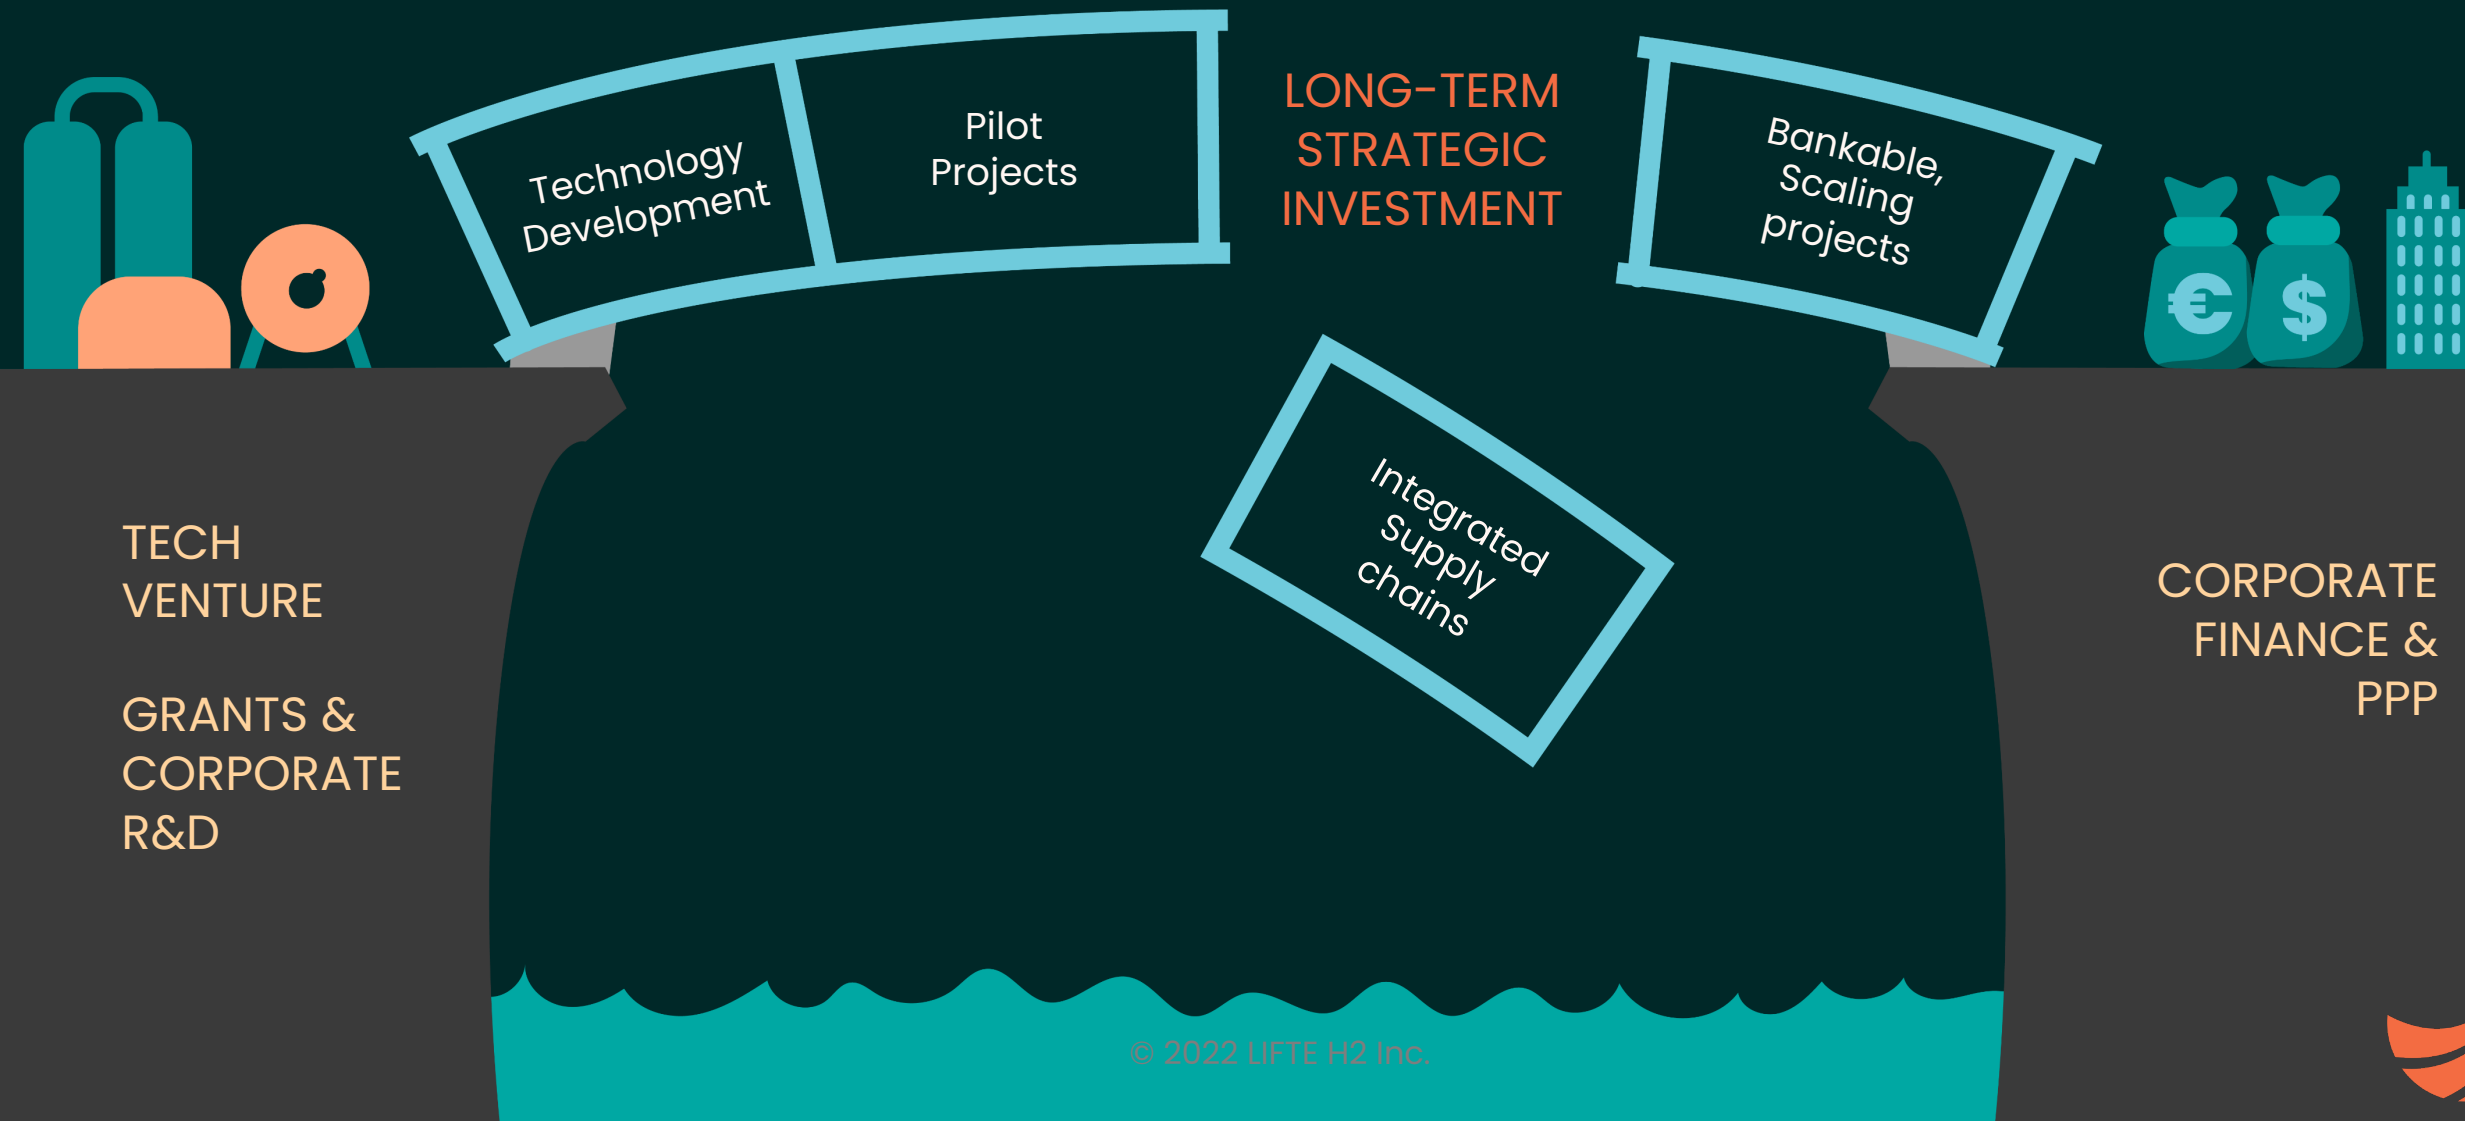 Technology
Development
Pilot
Projects
LONG-TERM
STRATEGIC
INVESTMENT
Bankable,
Scaling
projects
€
$
Integrated
Supply
chains
TECH
VENTURE
GRANTS &
CORPORATE
R&D
CORPORATE
FINANCE &
PPP
© 2022 LIFTE H2 Inc.